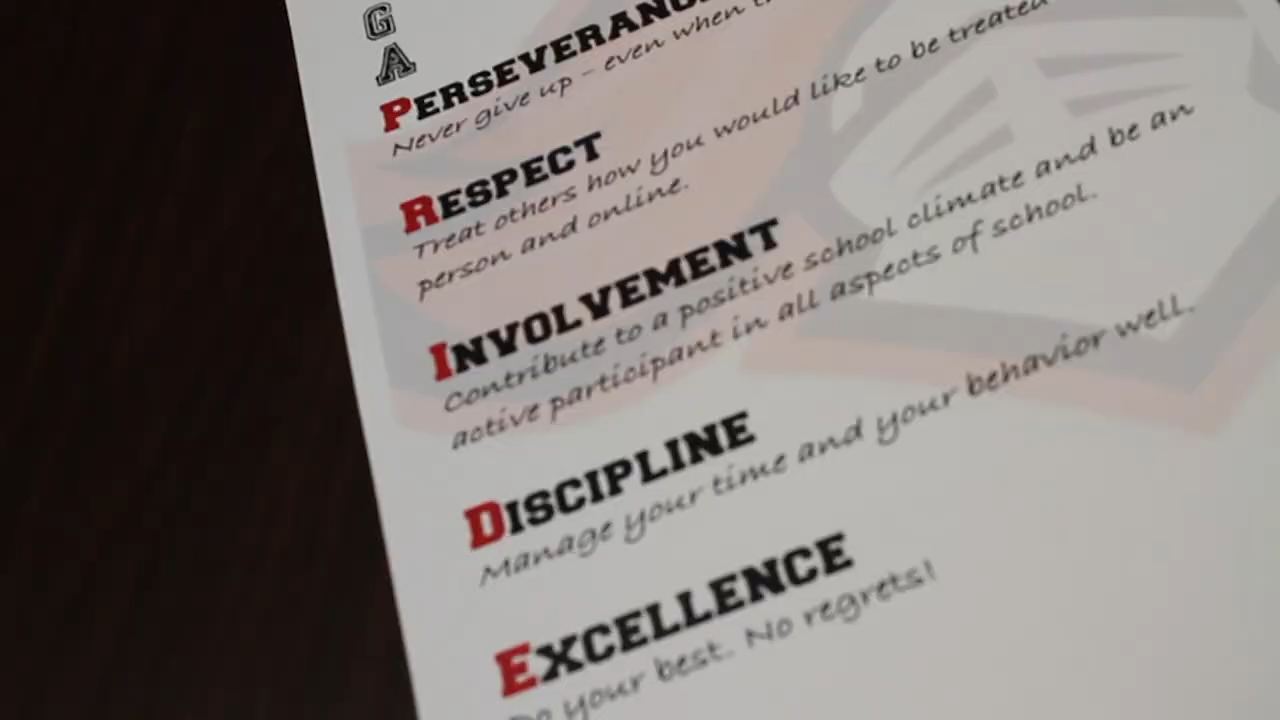 G
A
PERSEVERANC
Never give up - even when
RESPECT
Treat others how you would like to be treated
person and online.
INVOLVEMENT
Contribute to a positive school climate and be an
active participant in all aspects of school.
DISCIPLINE
Manage your time and your behavior well.
EXCELLENCE
Do your best. No regrets!